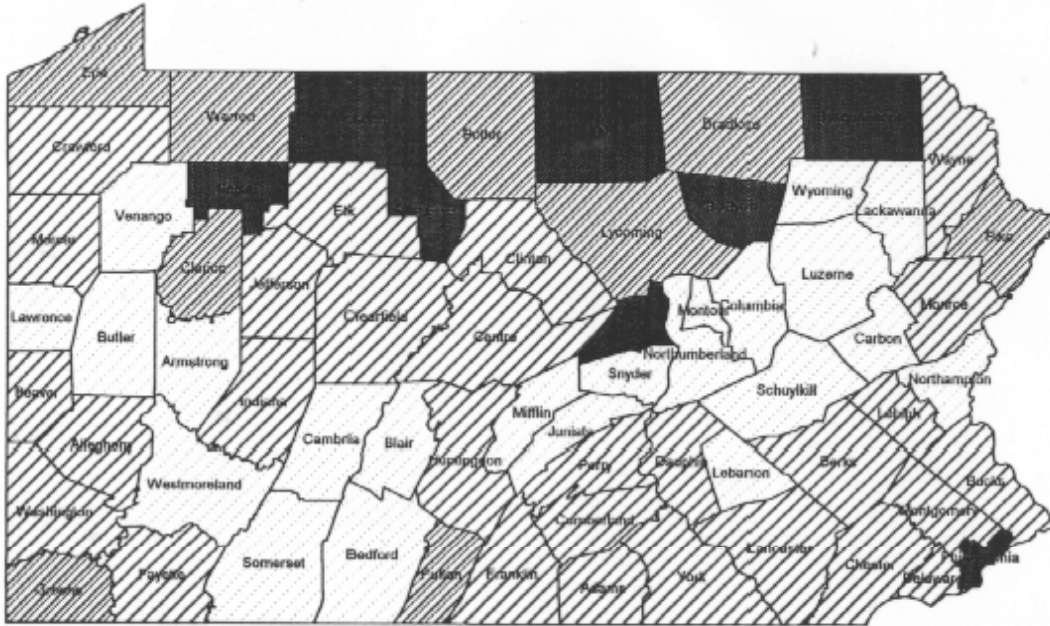 Erie
Warren
Potter
Bradford
Crawford
Wayne
Wyoming
Lackawanna
Venango
Elk
Mercer
Lycoming
Pike
Clinton
Jefferson
Luzerne
Lawrence
Butler
Clearfield
Centre
Montour
Columbia
Monroe
Carbon
Armstrong
Northumberland
Snyder
Schuylkill
Northampton
Beaver
Indiana
Mifflin
Lehigh
Allegheny
Cambria
Blair
Juniata
Huntingdon
Perry
Dauphin
Lebanon
Berks
Bucks
Westmoreland
Washington
Cumberland
Montgomery
Lancaster
Somerset
Bedford
Fayette
Fulton
Franklin
Adams
York
Chester
Delaware
Greene